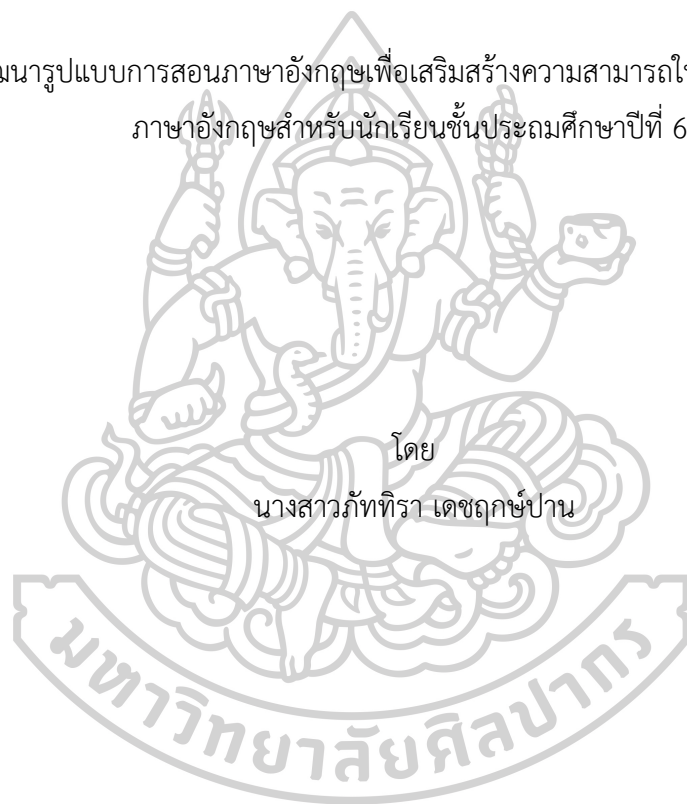 นารูปแบบการสอนภาษาอังกฤษเพื่อเสริมสร้างความสามารถใ
ภาษาอังกฤษสำหรับนักเรียนชั้นประถมศึกษาปีที่ 6
โดย
นางสาวภัททิรา เดชฤกษ์ปาน
มหาวิทยาลัยศิลปากร